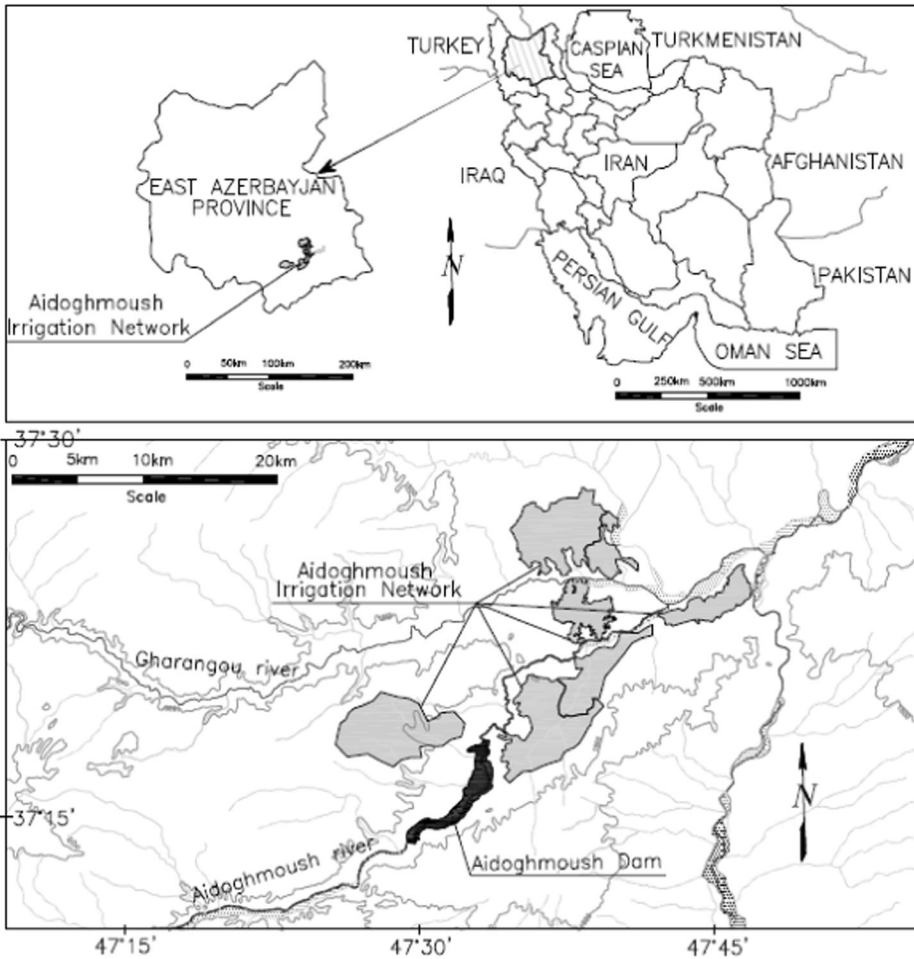 TURKEY
CASPIAN
SEA
TURKMENISTAN
EAST AZERBAYJAN
PROVINCE
IRAQ
IRAN
AFGHANISTAN
Aidoghmoush
Irrigation Network
N
PERSIAN GULF
PAKISTAN
OMAN SEA
0 50km 100km 200km
Scale
0 250km 500km 1000km
Scale
37°30'
0 5km 10km 20km
Scale
Aidoghmoush
Irrigation Network
Gharangou river
N
37°15'
Aidoghmoush river
Aidoghmoush Dam
47°15' 47°30' 47°45'